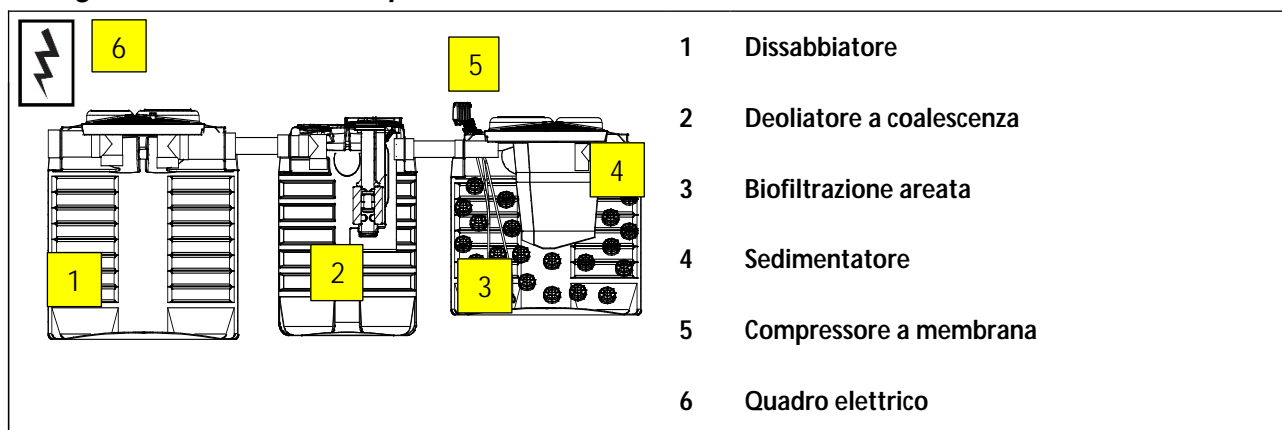 6
5
4
1
2
3
1 Dissabbiatore
2 Deoliatore a coalescenza
3 Biofiltrazione areata
4 Sedimentatore
5 Compressore a membrana
6 Quadro elettrico